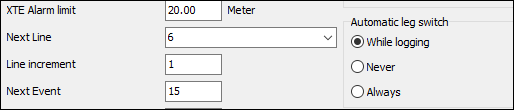 XTE Alarm limit 20.00 Meter
Next Line 6
Line increment 1
Next Event 15
Automatic leg switch
While logging
Never
Always